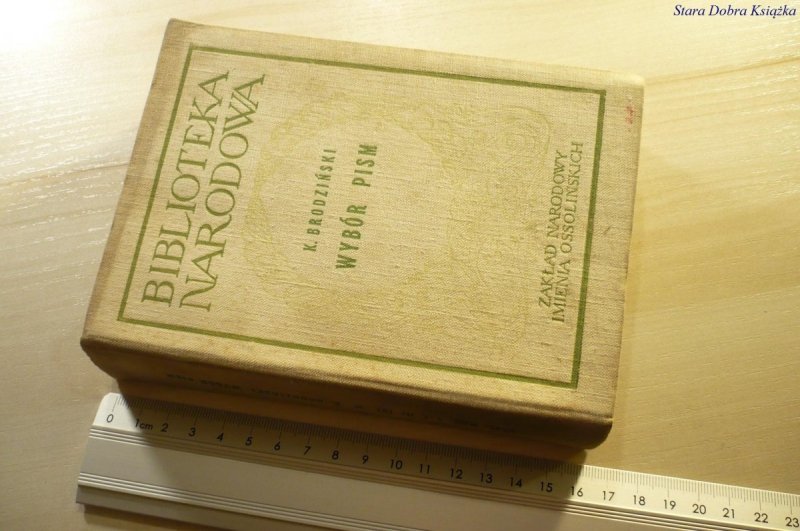 Stara Dobra Książka
BIBLIOTEKA
NARODOWA
K. BRODZIŃSKI
WYBÓR PISM
ZAKŁAD NARODOWY
IMIENIA OSSOLIŃSKICH
0 1cm 2 3 4 5 6 7 8 9 10 11 12 13 14 15 16 17 18 19 20 21 22 23